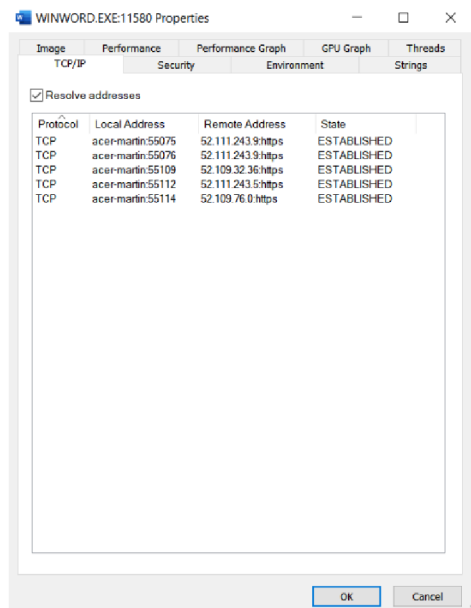 WINWORD.EXE:11580 Properties
Image Performance Performance Graph GPU Graph Threads
TCP/IP Security Environment Strings
Resolve addresses
Protocol Local Address Remote Address State
TCP acer-martin:55075 52.111.243.9:https ESTABLISHED
TCP acer-martin:55076 52.111.243.9:https ESTABLISHED
TCP acer-martin:55109 52.109.32.36:https ESTABLISHED
TCP acer-martin:55112 52.111.243.5:https ESTABLISHED
TCP acer-martin:55114 52.109.76.0:https ESTABLISHED
OK Cancel